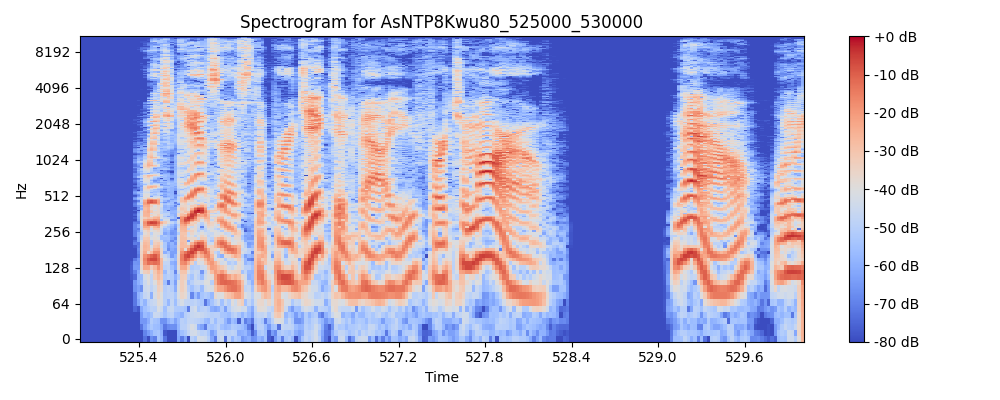 Spectrogram for AsNTP8Kwu80_525000_530000
8192
4096
2048
1024
512
256
128
64
0
Hz
525.4
526.0
526.6
527.2
527.8
528.4
529.0
529.6
Time
+0 dB
-10 dB
-20 dB
-30 dB
-40 dB
-50 dB
-60 dB
-70 dB
-80 dB